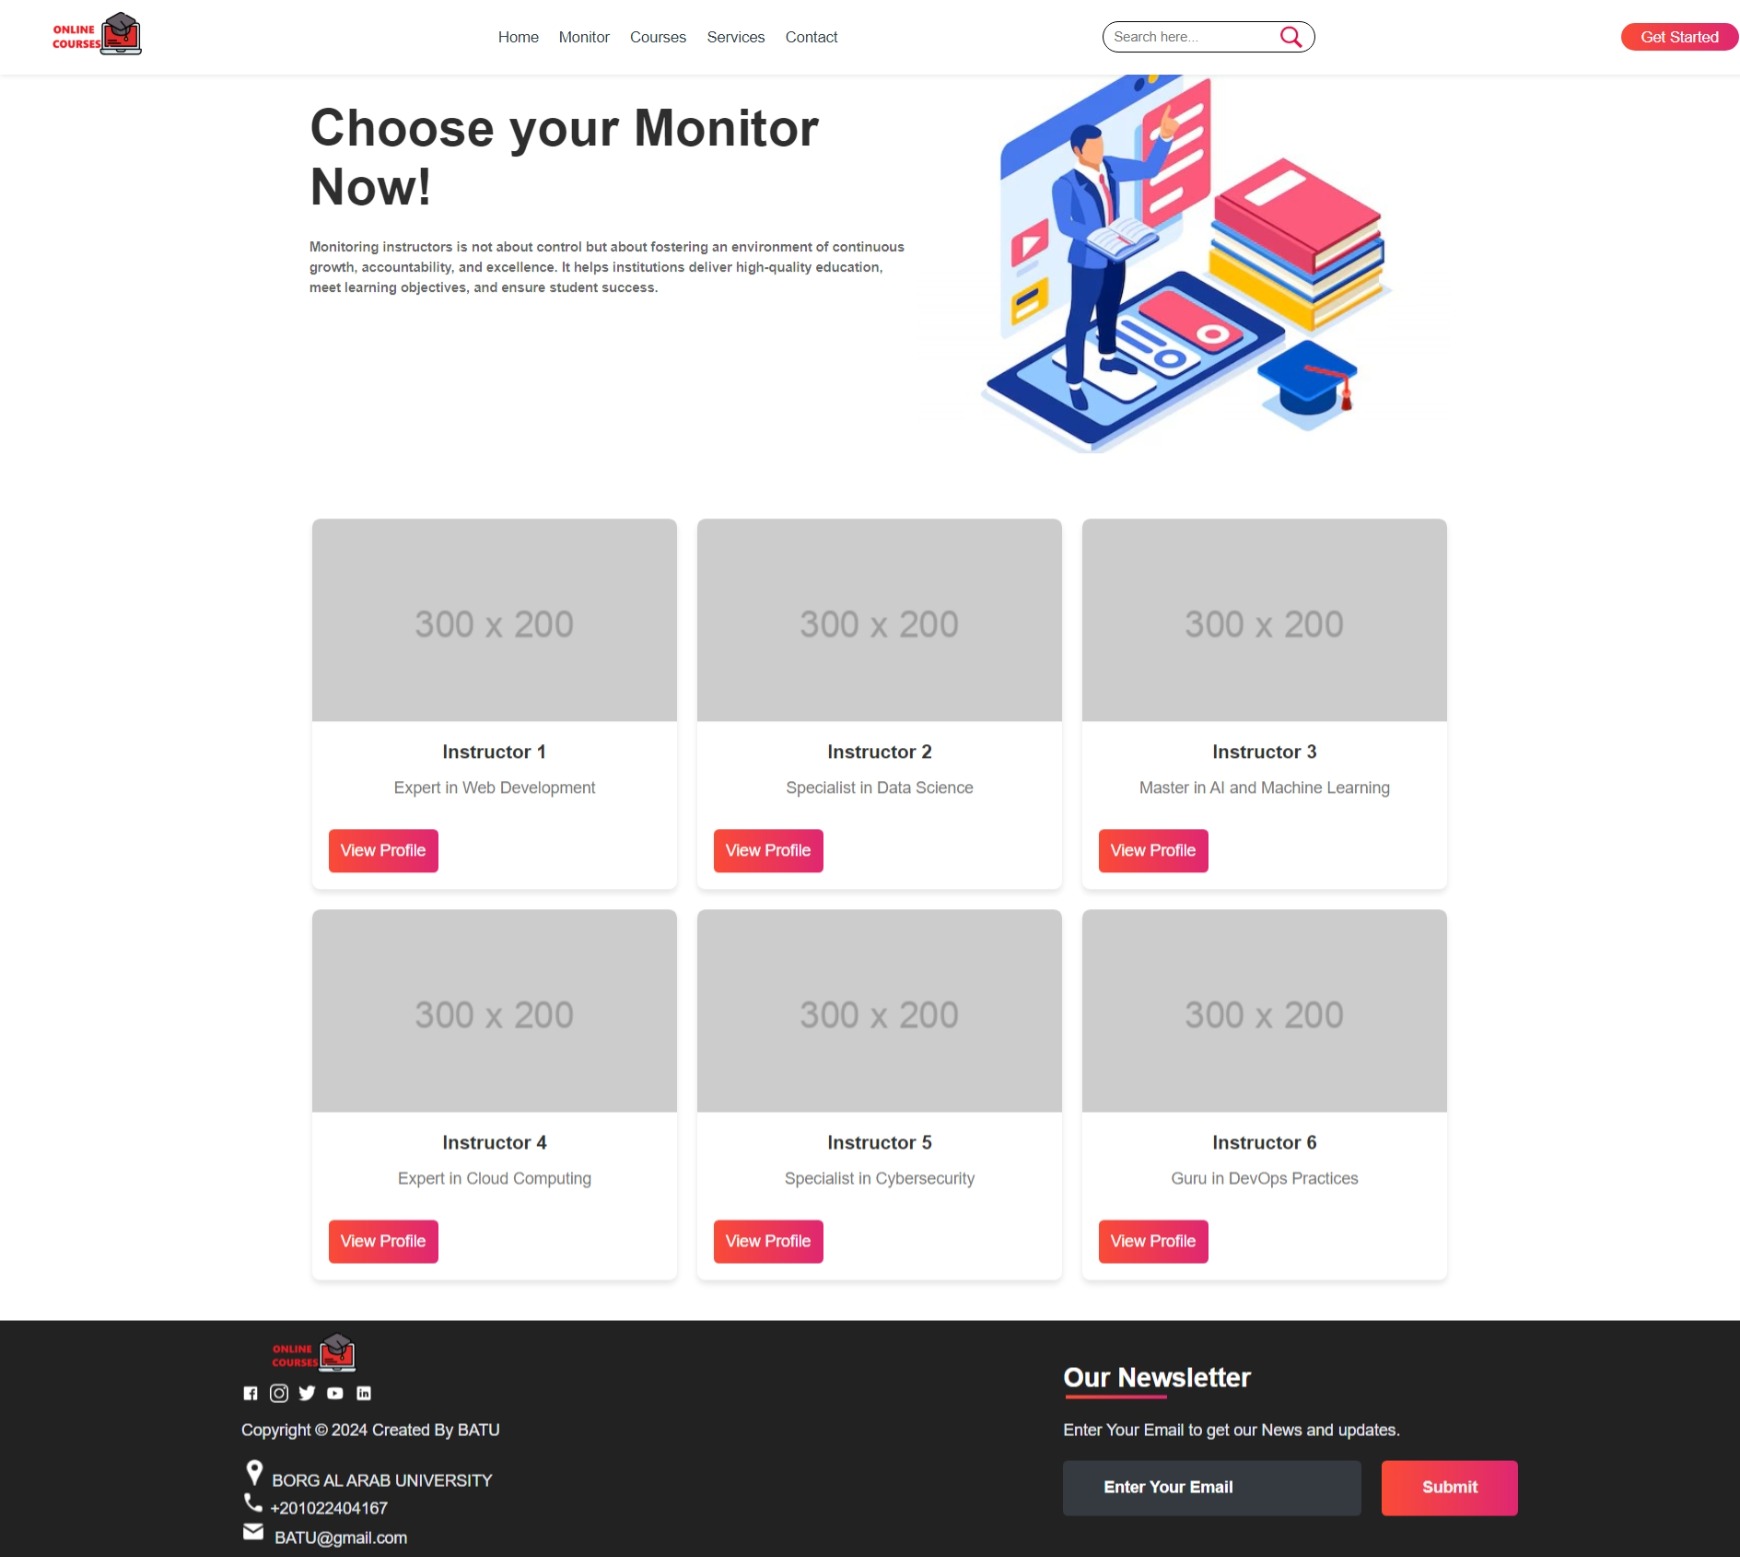 ONLINE
COURSES
Home Monitor Courses Services Contact
Search here...
Get Started
Choose your Monitor
Now!
Monitoring instructors is not about control but about fostering an environment of continuous
growth, accountability, and excellence. It helps institutions deliver high-quality education,
meet learning objectives, and ensure student success.
300 x 200
300 x 200
300 x 200
Instructor 1
Expert in Web Development
View Profile
Instructor 2
Specialist in Data Science
View Profile
Instructor 3
Master in AI and Machine Learning
View Profile
300 x 200
300 x 200
300 x 200
Instructor 4
Expert in Cloud Computing
View Profile
Instructor 5
Specialist in Cybersecurity
View Profile
Instructor 6
Guru in DevOps Practices
View Profile
ONLINE
COURSES
Copyright © 2024 Created By BATU
BORG AL ARAB UNIVERSITY
+201022404167
BATU@gmail.com
Our Newsletter
Enter Your Email to get our News and updates.
Enter Your Email
Submit